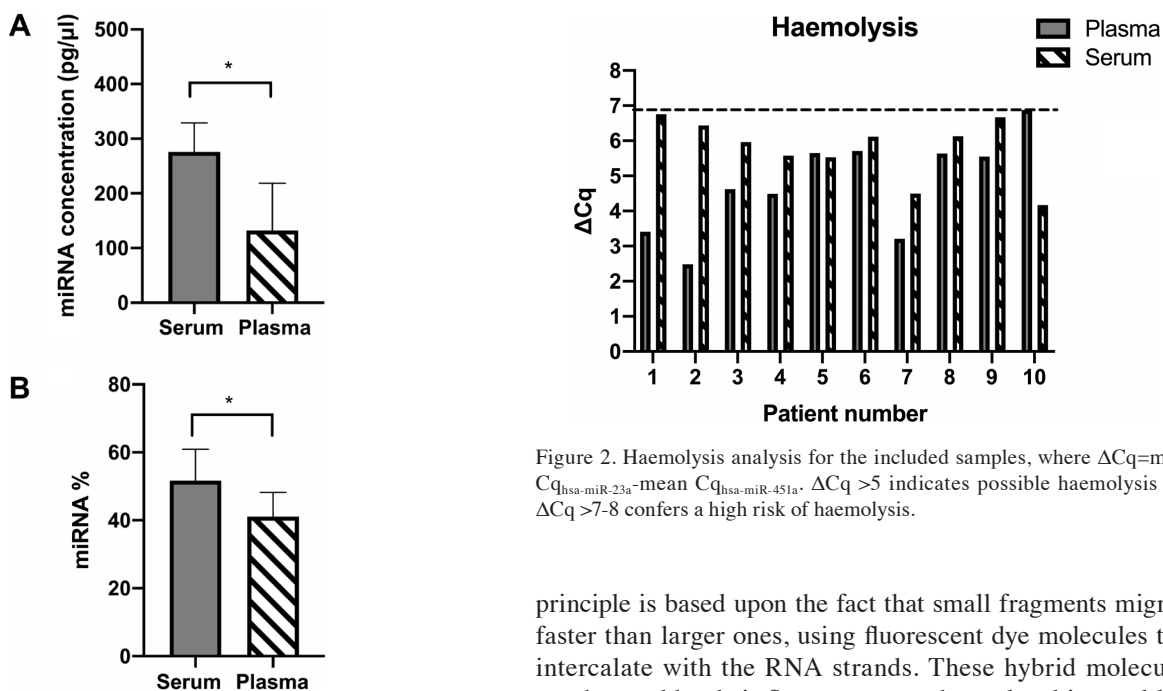 A
miRNA concentration (pg/µl)
500
400
300
200
100
0
*
Serum Plasma
B
miRNA %
80
60
40
20
0
*
Serum Plasma
Haemolysis
Plasma
Serum
ΔCq
8
7
6
5
4
3
2
1
0
1 2 3 4 5 6 7 8 9 10
Patient number
Figure 2. Haemolysis analysis for the included samples, where ΔCq=m
Cqhsa-miR-23a-mean Cqhsa-miR-451a. ΔCq >5 indicates possible haemolysis
ΔCq >7-8 confers a high risk of haemolysis.
principle is based upon the fact that small fragments migr
faster than larger ones, using fluorescent dye molecules t
intercalate with the RNA strands. These hybrid molecu